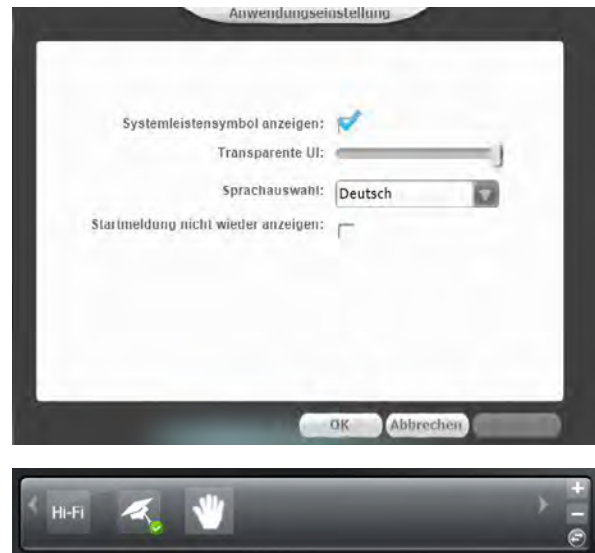 Anwendungseinstellung
Systemleistensymbol anzeigen:
Transparente UI:
Sprachauswahl: Deutsch
Startmeldung nicht wieder anzeigen:
OK Abbrechen
Hi-Fi